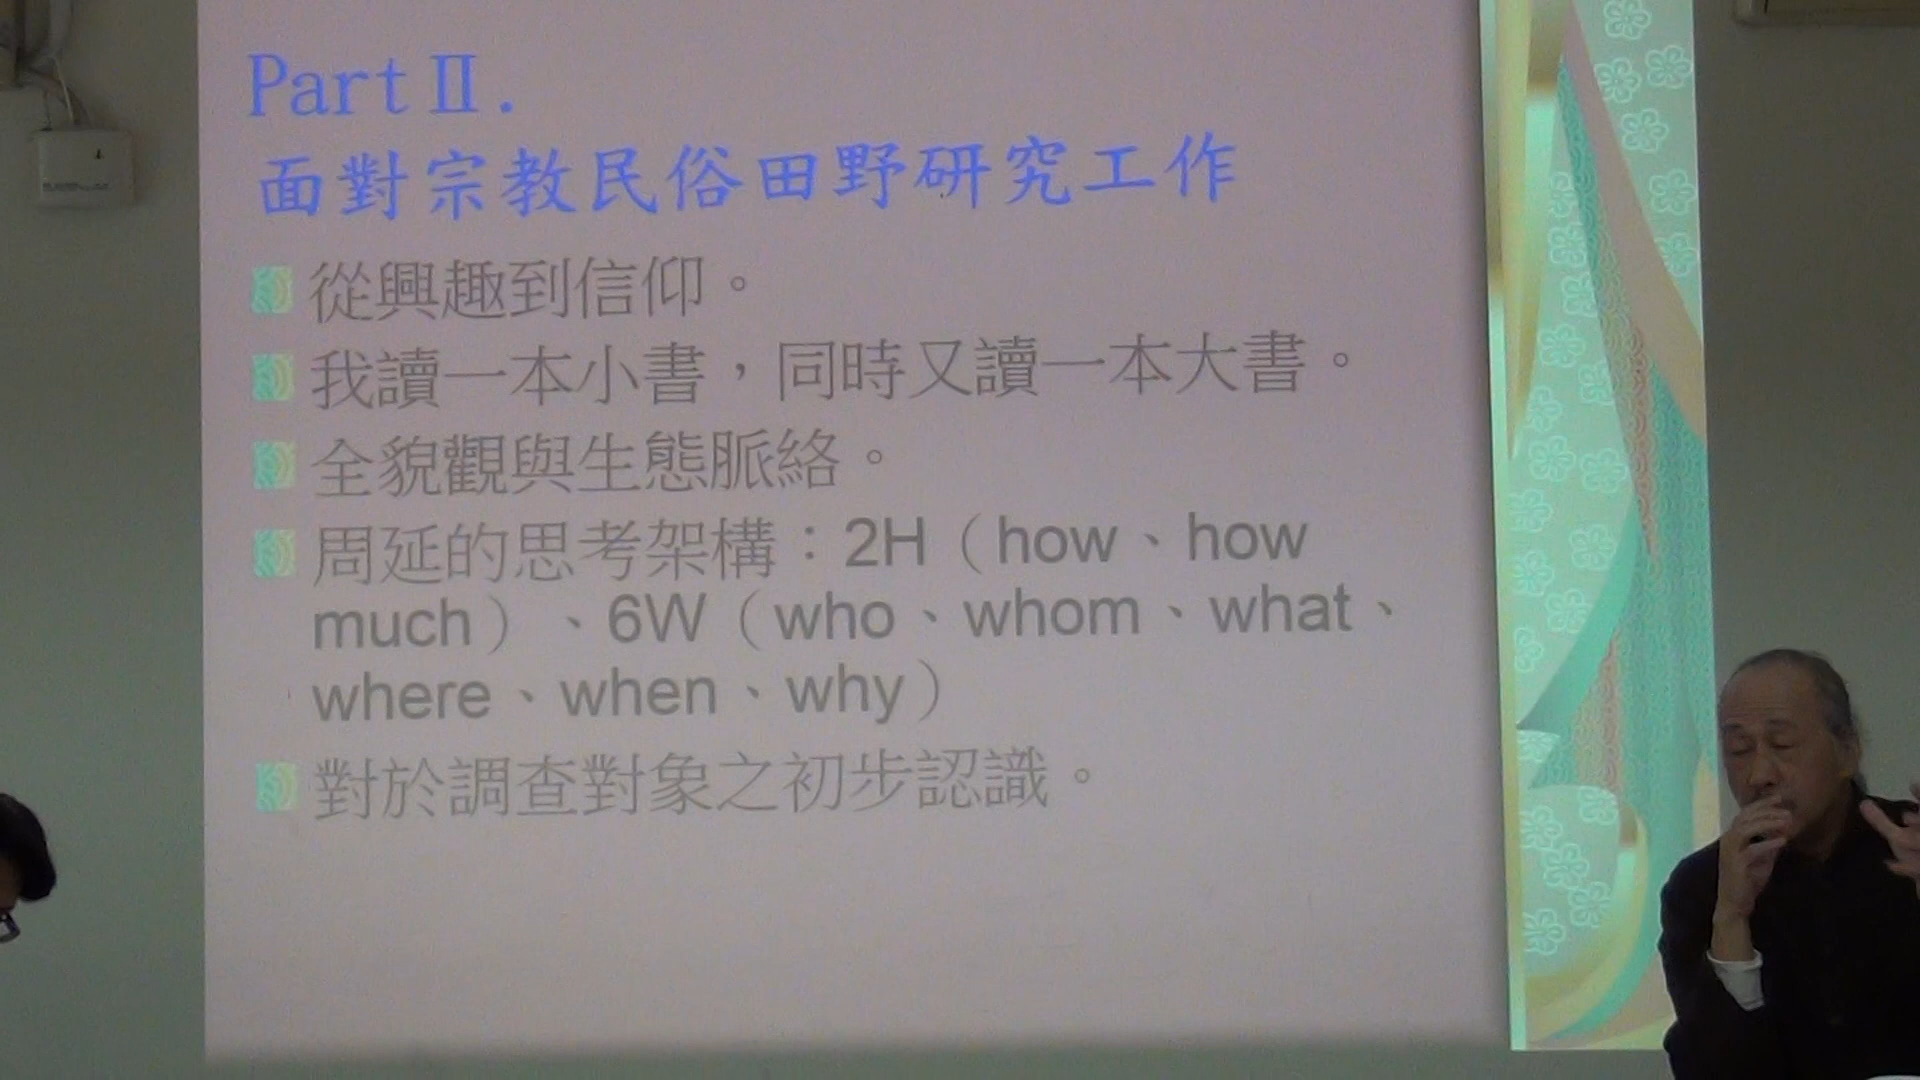 Part Ⅱ.
面對宗教民俗田野研究工作
從興趣到信仰。
我讀一本小書，同時又讀一本大書。
全貌觀與生態脈絡。
周延的思考架構：2H（how、how
much）、6W（who、whom、what、
where、when、why）
對於調查對象之初步認識。